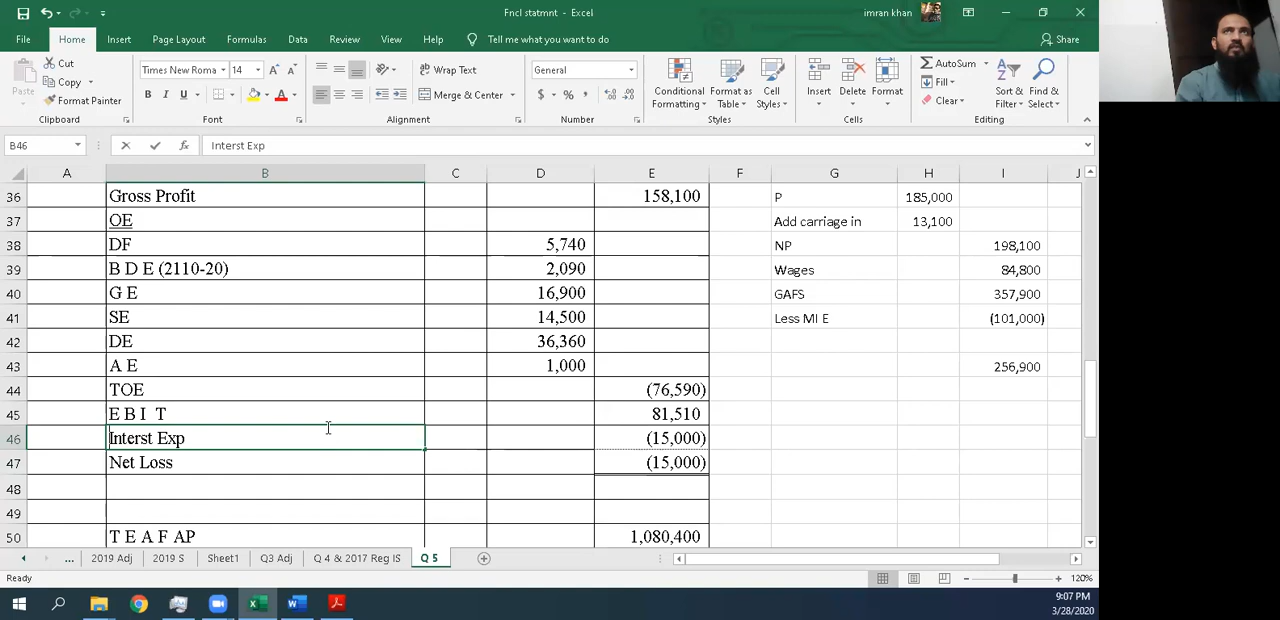 Fncl statmnt - Excel
imran khan
File Home Insert Page Layout Formulas Data Review View Help Tell me what you want to do Share
Cut
Copy
Format Painter
Paste
Clipboard
Times New Roma 14
B I U
Font
Wrap Text
Merge & Center
Alignment
General
$ % ,
Number
Conditional Formatting
Format as Table
Cell Styles
Styles
Insert Delete Format
Cells
AutoSum
Fill
Clear
Sort & Filter
Find & Select
Editing
B46 fx Interst Exp
A B C D E F G H I J
36 Gross Profit 158,100 P 185,000
37 OE Add carriage in 13,100
38 DF 5,740 NP 198,100
39 B D E (2110-20) 2,090 Wages 84,800
40 G E 16,900 GAFS 357,900
41 SE 14,500 Less MI E (101,000)
42 DE 36,360
43 A E 1,000 256,900
44 TOE (76,590)
45 E B I T 81,510
46 Interst Exp (15,000)
47 Net Loss (15,000)
48
49
50 T E A F AP 1,080,400
... 2019 Adj 2019 S Sheet1 Q3 Adj Q 4 & 2017 Reg IS Q 5
Ready 120%
9:07 PM
3/28/2020